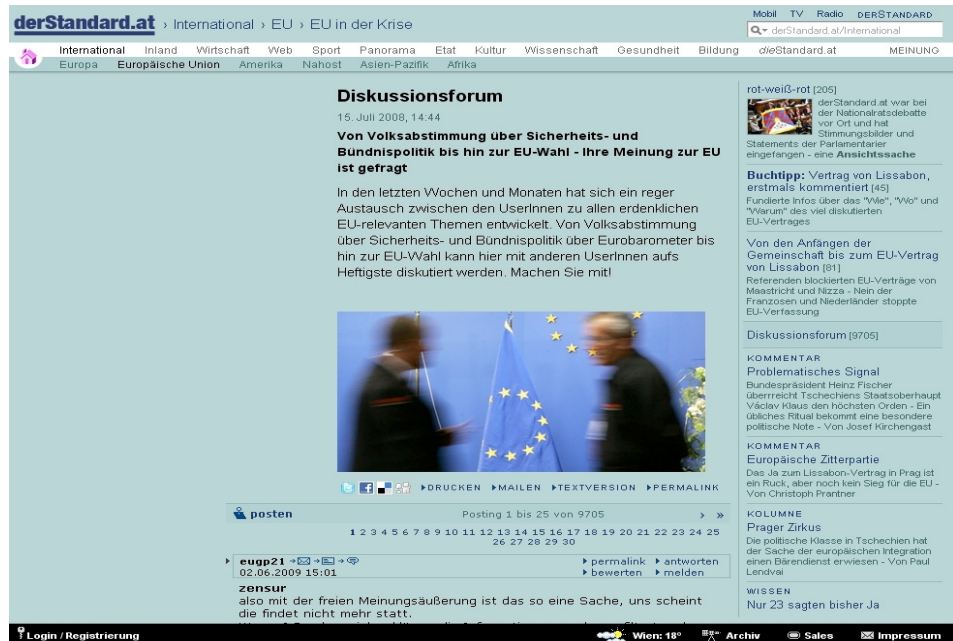 derStandard.at › International › EU › EU in der Krise
Mobil TV Radio DERSTANDARD
derStandard.at/International
International Inland Wirtschaft Web Sport Panorama Etat Kultur Wissenschaft Gesundheit Bildung dieStandard.at MEINUNG
Europa Europäische Union Amerika Nahost Asien-Pazifik Afrika
Diskussionsforum
15. Juli 2008, 14:44
Von Volksabstimmung über Sicherheits- und
Bündnispolitik bis hin zur EU-Wahl - Ihre Meinung zur EU
ist gefragt
In den letzten Wochen und Monaten hat sich ein reger
Austausch zwischen den UserInnen zu allen erdenklichen
EU-relevanten Themen entwickelt. Von Volksabstimmung
über Sicherheits- und Bündnispolitik über Eurobarometer bis
hin zur EU-Wahl kann hier mit anderen UserInnen aufs
Heftigste diskutiert werden. Machen Sie mit!
DRUCKEN MAILEN TEXTVERSION PERMALINK
posten Posting 1 bis 25 von 9705 › »
1 2 3 4 5 6 7 8 9 10 11 12 13 14 15 16 17 18 19 20 21 22 23 24 25
26 27 28 29 30
eugp21 permalink antworten
02.06.2009 15:01 bewerten melden
zensur
also mit der freien Meinungsäußerung ist das so eine Sache, uns scheint
die findet nicht mehr statt.
rot-weiß-rot [205]
derStandard.at war bei
der Nationalratsdebatte
vor Ort und hat
Stimmungsbilder und
Statements der Parlamentarier
eingefangen - eine Ansichtssache
Buchtipp: Vertrag von Lissabon,
erstmals kommentiert [45]
Fundierte Infos über das "Wie", "Wo" und
"Warum" des viel diskutierten
EU-Vertrages
Von den Anfängen der
Gemeinschaft bis zum EU-Vertrag
von Lissabon [81]
Referenden blockierten EU-Verträge von
Maastricht und Nizza - Nein der
Franzosen und Niederländer stoppte
EU-Verfassung
Diskussionsforum [9705]
KOMMENTAR
Problematisches Signal
Bundespräsident Heinz Fischer
überreicht Tschechiens Staatsoberhaupt
Václav Klaus den höchsten Orden - Ein
übliches Ritual bekommt eine besondere
politische Note - Von Josef Kirchengast
KOMMENTAR
Europäische Zitterpartie
Das Ja zum Lissabon-Vertrag in Prag ist
ein Ruck, aber noch kein Sieg für die EU -
Von Christoph Prantner
KOLUMNE
Prager Zirkus
Die politische Klasse in Tschechien hat
der Sache der europäischen Integration
einen Bärendienst erwiesen - Von Paul
Lendvai
WISSEN
Nur 23 sagten bisher Ja
Login / Registrierung Wien: 18° Archiv Sales Impressum